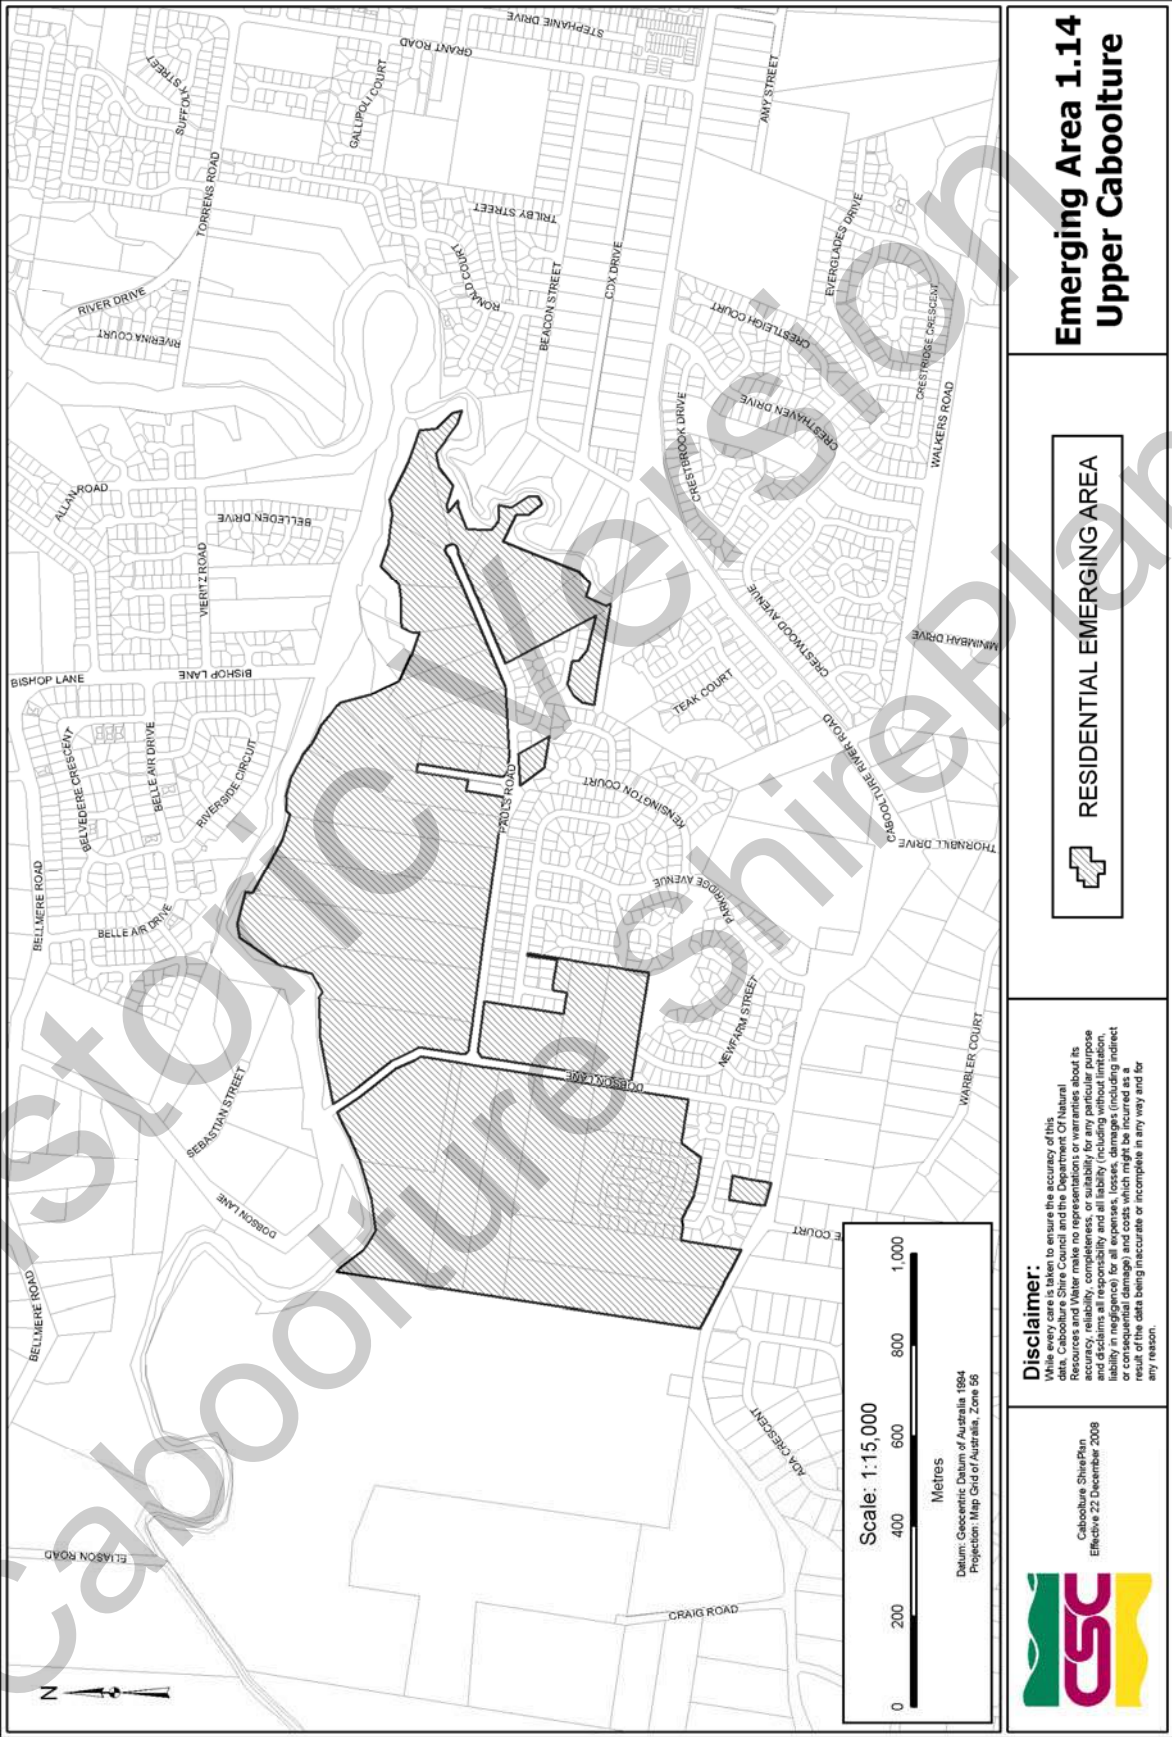 BELLMERE ROAD
ELIASON ROAD
BELLMERE ROAD
DOBSON LANE
SEBASTIAN STREET
BELLE AIR DRIVE
RIVERSIDE CIRCUIT
BELLE AIR DRIVE
BELVEDERE CRESCENT
BISHOP LANE
BISHOP LANE
VIERITZ ROAD
BELLEDEN DRIVE
ALLAN ROAD
RIVERINA COURT
RIVER DRIVE
TORRENS ROAD
SUFFOLK STREET
GALLIPOLI COURT
GRANT ROAD
STEPHANIE DRIVE
TRILBY STREET
RONALD COURT
BEACON STREET
COX DRIVE
AMY STREET
PAULS ROAD
DOBSON LANE
KENSINGTON COURT
PARKRIDGE AVENUE
NEWFARM STREET
TEAK COURT
CRESTBROOK DRIVE
CRESTLEIGH COURT
CRESTHAVEN DRIVE
EVERGLADES DRIVE
CRESTRIDGE CRESCENT
WALKERS ROAD
CRESTWOOD AVENUE
MINIMBAH DRIVE
CABOOLTURE RIVER ROAD
THORNBILL DRIVE
WARBLER COURT
E COURT
ADA CRESCENT
CRAIG ROAD
N
Scale: 1:15,000
0 200 400 600 800 1,000
Metres
Datum: Geocentric Datum of Australia 1994
Projection: Map Grid of Australia, Zone 56
CSC
Caboolture ShirePlan
Effective 22 December 2008
Disclaimer:
While every care is taken to ensure the accuracy of this
data, Caboolture Shire Council and the Department Of Natural
Resources and Water make no representations or warranties about its
accuracy, reliability, completeness, or suitability for any particular purpose
and disclaims all responsibility and all liability (including without limitation,
liability in negligence) for all expenses, losses, damages (including indirect
or consequential damage) and costs which might be incurred as a
result of the data being inaccurate or incomplete in any way and for
any reason.
RESIDENTIAL EMERGING AREA
Emerging Area 1.14
Upper Caboolture
storic Version
Caboolture ShirePlan